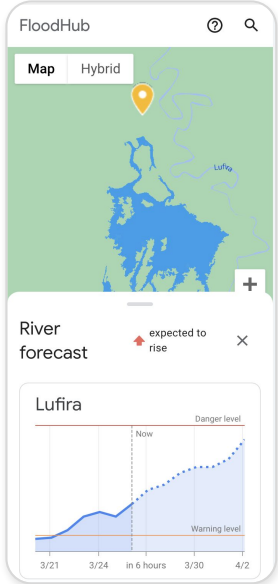 FloodHub
Map Hybrid
Lufira
River
forecast
expected to
rise
Lufira
Danger level
Now
Warning level
3/21 3/24 in 6 hours 3/30 4/2